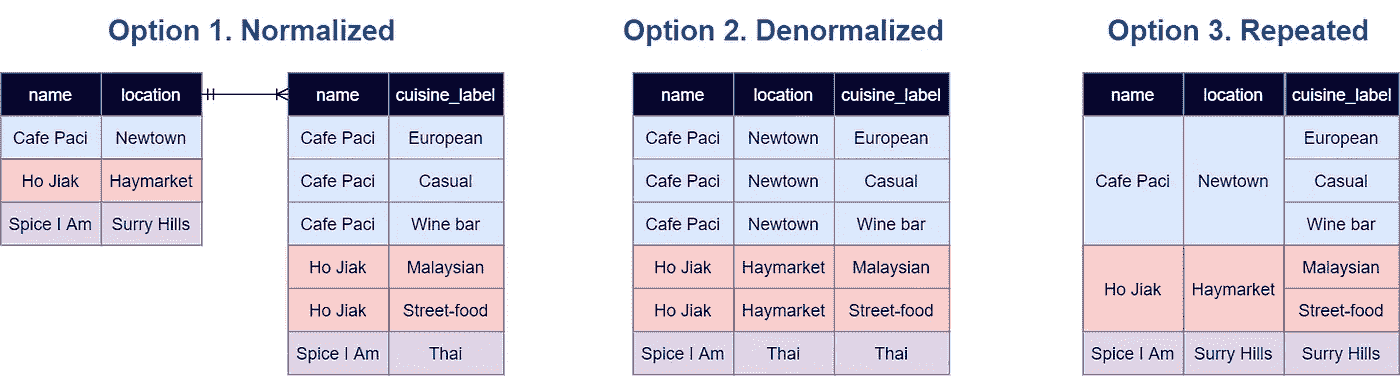 Option 1. Normalized
name location
Cafe Paci Newtown
Ho Jiak Haymarket
Spice I Am Surry Hills
name cuisine_label
Cafe Paci European
Cafe Paci Casual
Cafe Paci Wine bar
Ho Jiak Malaysian
Ho Jiak Street-food
Spice I Am Thai
Option 2. Denormalized
name location cuisine_label
Cafe Paci Newtown European
Cafe Paci Newtown Casual
Cafe Paci Newtown Wine bar
Ho Jiak Haymarket Malaysian
Ho Jiak Haymarket Street-food
Spice I Am Thai Thai
Option 3. Repeated
name location cuisine_label
European
Cafe Paci Newtown Casual
Wine bar
Ho Jiak Haymarket Malaysian
Street-food
Spice I Am Surry Hills Surry Hills